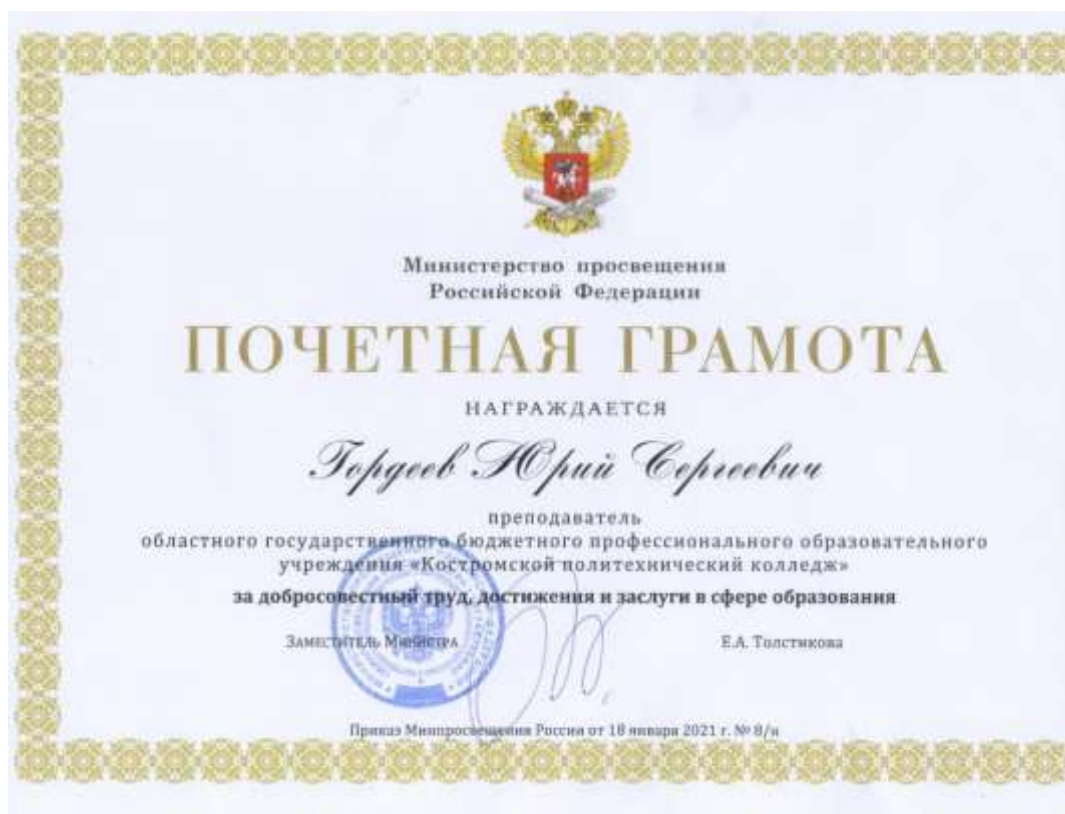 Министерство просвещения
Российской Федерации
ПОЧЕТНАЯ ГРАМОТА
НАГРАЖДАЕТСЯ
Гордеев Юрий Сергеевич
преподаватель
областного государственного бюджетного профессионального образовательного
учреждения «Костромской политехнический колледж»
за добросовестный труд, достижения и заслуги в сфере образования
Заместитель Министра Е.А. Толстикова
Приказ Минпросвещения России от 18 января 2021 г. № 8/н